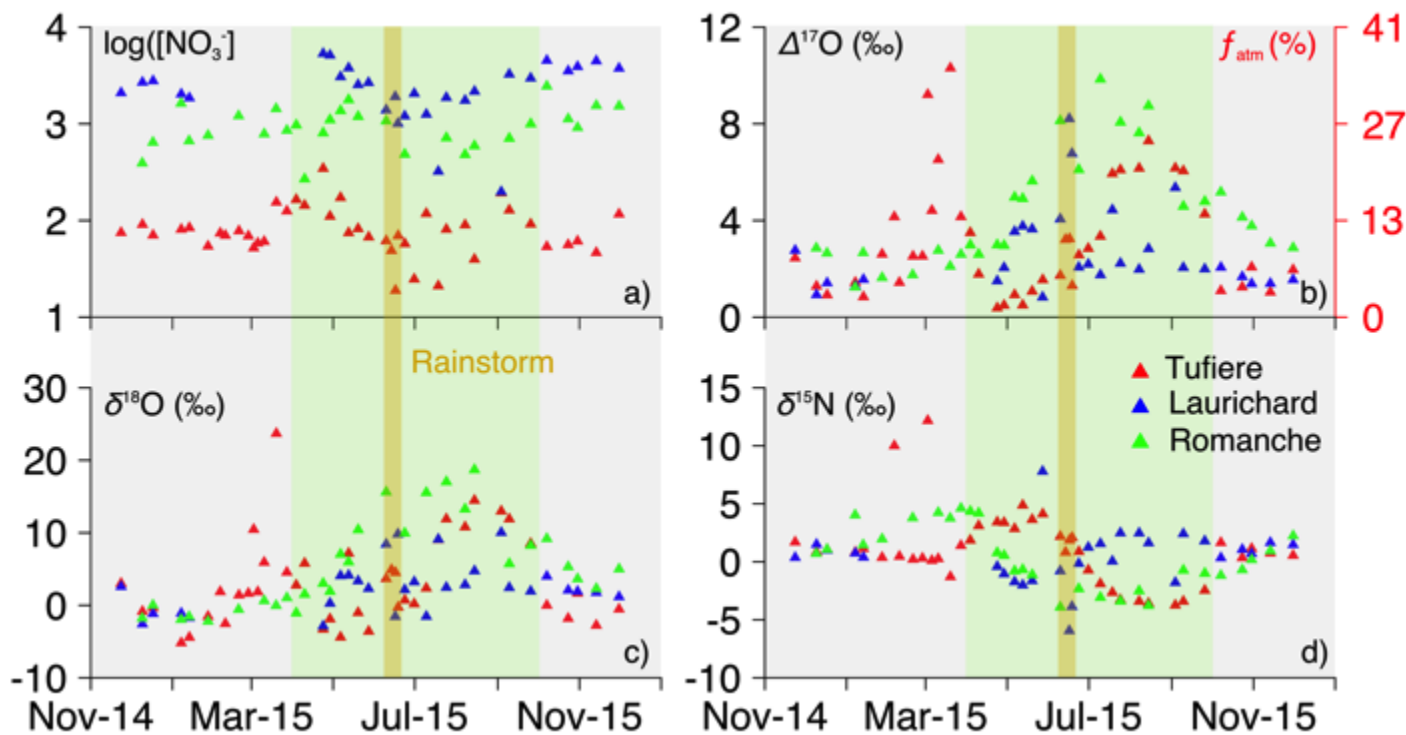 4
3
2
1
log([NO₃⁻]
a)
12
8
4
0
Δ¹⁷O (‰)
f atm (%)
41
27
13
0
b)
Rainstorm
30
20
10
0
-10
δ¹⁸O (‰)
c)
15
10
5
0
-5
-10
δ¹⁵N (‰)
Tufiere
Laurichard
Romanche
d)
Nov-14 Mar-15 Jul-15 Nov-15
Nov-14 Mar-15 Jul-15 Nov-15